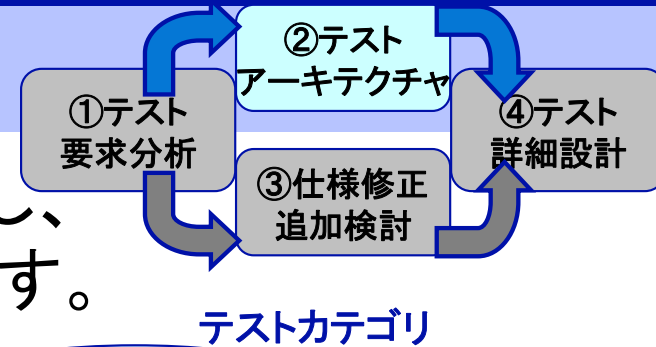 ②テスト
アーキテクチャ
①テスト
要求分析
④テスト
詳細設計
③仕様修正
追加検討
し、
す。
テストカテゴリ